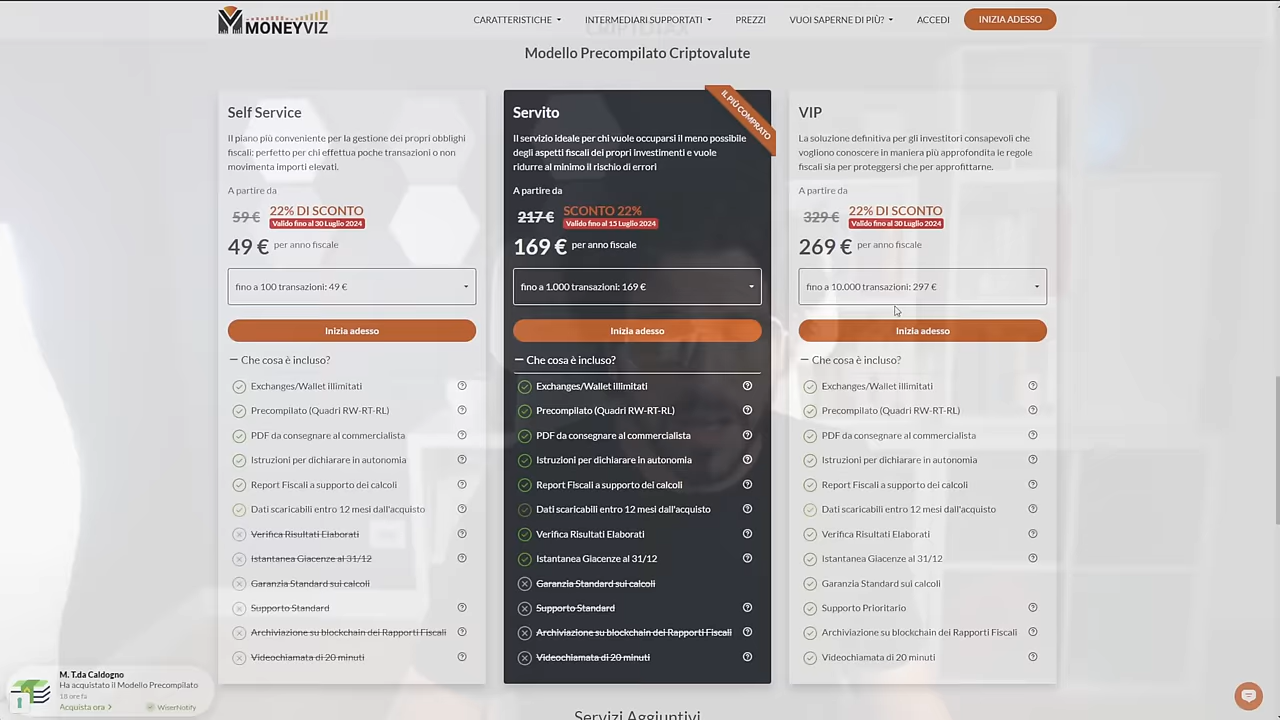 MONEYVIZ
CARATTERISTICHE
INTERMEDIARI SUPPORTATI
PREZZI
VUOI SAPERNE DI PIÙ?
ACCEDI
INIZIA ADESSO
Modello Precompilato Criptovalute
Self Service
Il piano più conveniente per la gestione dei propri obblighi
fiscali: perfetto per chi effettua poche transazioni o non
movimenta importi elevati.
A partire da
59 €
22% DI SCONTO
Valido fino al 30 Luglio 2024
49 € per anno fiscale
fino a 100 transazioni: 49 €
Inizia adesso
Che cosa è incluso?
Exchanges/Wallet illimitati
Precompilato (Quadri RW-RT-RL)
PDF da consegnare al commercialista
Istruzioni per dichiarare in autonomia
Report Fiscali a supporto dei calcoli
Dati scaricabili entro 12 mesi dall'acquisto
Verifica Risultati Elaborati
Istantanea Giacenze al 31/12
Garanzia Standard sui calcoli
Supporto Standard
Archiviazione su blockchain dei Rapporti Fiscali
Videochiamata di 20 minuti
Servito
IL PIÙ COMPRATO
Il servizio ideale per chi vuole occuparsi il meno possibile
degli aspetti fiscali dei propri investimenti e vuole
ridurre al minimo il rischio di errori
A partire da
217 €
SCONTO 22%
Valido fino al 15 Luglio 2024
169 € per anno fiscale
fino a 1.000 transazioni: 169 €
Inizia adesso
Che cosa è incluso?
Exchanges/Wallet illimitati
Precompilato (Quadri RW-RT-RL)
PDF da consegnare al commercialista
Istruzioni per dichiarare in autonomia
Report Fiscali a supporto dei calcoli
Dati scaricabili entro 12 mesi dall'acquisto
Verifica Risultati Elaborati
Istantanea Giacenze al 31/12
Garanzia Standard sui calcoli
Supporto Standard
Archiviazione su blockchain dei Rapporti Fiscali
Videochiamata di 20 minuti
VIP
La soluzione definitiva per gli investitori consapevoli che
vogliono conoscere in maniera più approfondita le regole
fiscali sia per proteggersi che per approfittarne.
A partire da
329 €
22% DI SCONTO
Valido fino al 30 Luglio 2024
269 € per anno fiscale
fino a 10.000 transazioni: 297 €
Inizia adesso
Che cosa è incluso?
Exchanges/Wallet illimitati
Precompilato (Quadri RW-RT-RL)
PDF da consegnare al commercialista
Istruzioni per dichiarare in autonomia
Report Fiscali a supporto dei calcoli
Dati scaricabili entro 12 mesi dall'acquisto
Verifica Risultati Elaborati
Istantanea Giacenze al 31/12
Garanzia Standard sui calcoli
Supporto Prioritario
Archiviazione su blockchain dei Rapporti Fiscali
Videochiamata di 20 minuti
M. T.da Caldogno
Ha acquistato il Modello Precompilato
18 ore fa
Acquista ora
WiserNotify
Servizi Aggiuntivi